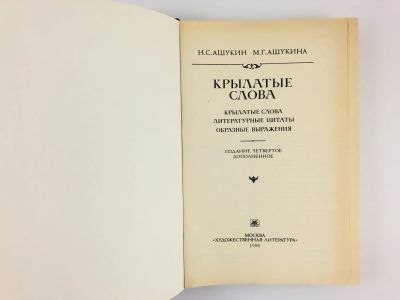 Н.С.АШУКИН М.Г.АШУКИНА
КРЫЛАТЫЕ
СЛОВА
КРЫЛАТЫЕ СЛОВА
ЛИТЕРАТУРНЫЕ ЦИТАТЫ
ОБРАЗНЫЕ ВЫРАЖЕНИЯ
ИЗДАНИЕ ЧЕТВЕРТОЕ
ДОПОЛНЕННОЕ
МОСКВА
«ХУДОЖЕСТВЕННАЯ ЛИТЕРАТУРА»
1988